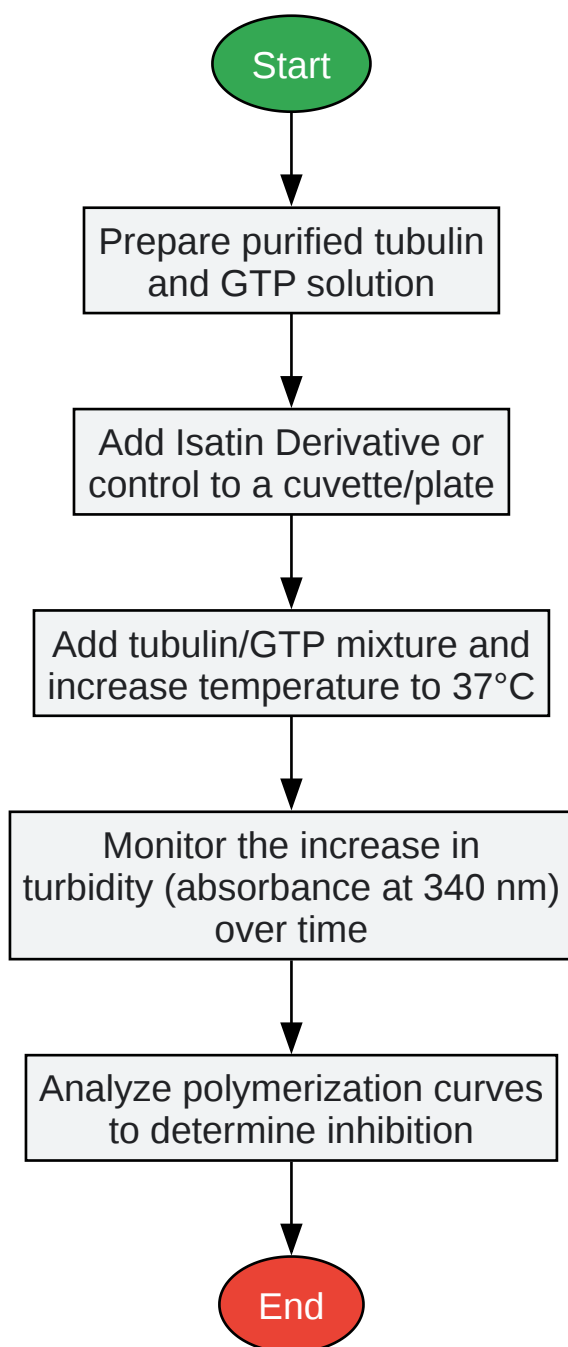 Start
Prepare purified tubulin
and GTP solution
Add Isatin Derivative or
control to a cuvette/plate
Add tubulin/GTP mixture and
increase temperature to 37°C
Monitor the increase in
turbidity (absorbance at 340 nm)
over time
Analyze polymerization curves
to determine inhibition
End